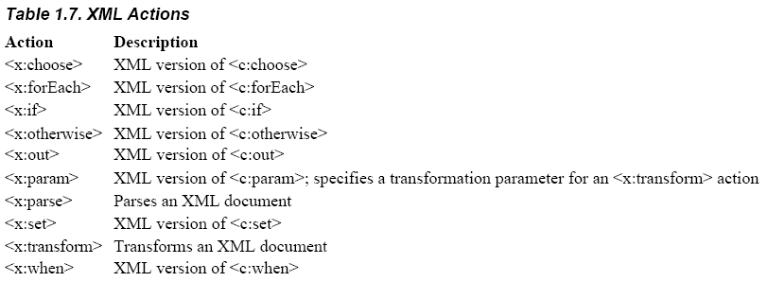 Table 1.7. XML Actions
Action Description
<x:choose> XML version of <c:choose>
<x:forEach> XML version of <c:forEach>
<x:if> XML version of <c:if>
<x:otherwise> XML version of <c:otherwise>
<x:out> XML version of <c:out>
<x:param> XML version of <c:param>; specifies a transformation parameter for an <x:transform> action
<x:parse> Parses an XML document
<x:set> XML version of <c:set>
<x:transform> Transforms an XML document
<x:when> XML version of <c:when>